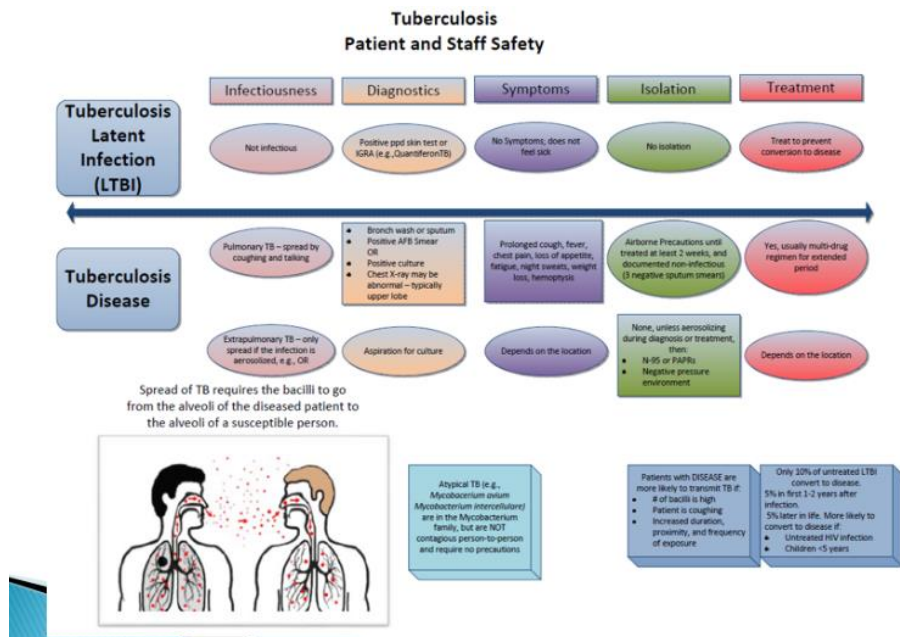 Tuberculosis
Patient and Staff Safety
Infectiousness
Diagnostics
Symptoms
Isolation
Treatment
Tuberculosis
Latent
Infection
(LTBI)
Not infectious
Positive ppd skin test or
IGRA (e.g.,QuantiferonTB)
No Symptoms, does not
feel sick
No isolation
Treat to prevent
conversion to disease
Tuberculosis
Disease
Pulmonary TB – spread by
coughing and talking
• Bronch wash or sputum
• Positive AFB Smear
OR
• Positive culture
• Chest X-ray may be
abnormal – typically
upper lobe
Prolonged cough, fever,
chest pain, loss of appetite,
fatigue, night sweats, weight
loss, hemoptysis
Airborne Precautions until
treated at least 2 weeks, and
documented non-infectious
(3 negative sputum smears)
Yes, usually multi-drug
regimen for extended
period
Extrapulmonary TB – only
spread if the infection is
aerosolized, e.g., OR
Aspiration for culture
Depends on the location
None, unless aerosolizing
during diagnosis or treatment,
then:
• N-95 or PAPRs
• Negative pressure
environment
Depends on the location
Spread of TB requires the bacilli to go
from the alveoli of the diseased patient to
the alveoli of a susceptible person.
Atypical TB (e.g.,
Mycobacerium avium
Mycobacterium intercellulare)
are in the Mycobacterium
family, but are NOT
contagious person-to-person
and require no precautions
Patients with DISEASE are
more likely to transmit TB if:
• # of bacilli is high
• Patient is coughing
• Increased duration,
proximity, and frequency
of exposure
Only 10% of untreated LTBI
convert to disease.
5% in first 1-2 years after
infection.
5% later in life. More likely to
convert to disease if:
• Untreated HIV infection
• Children <5 years